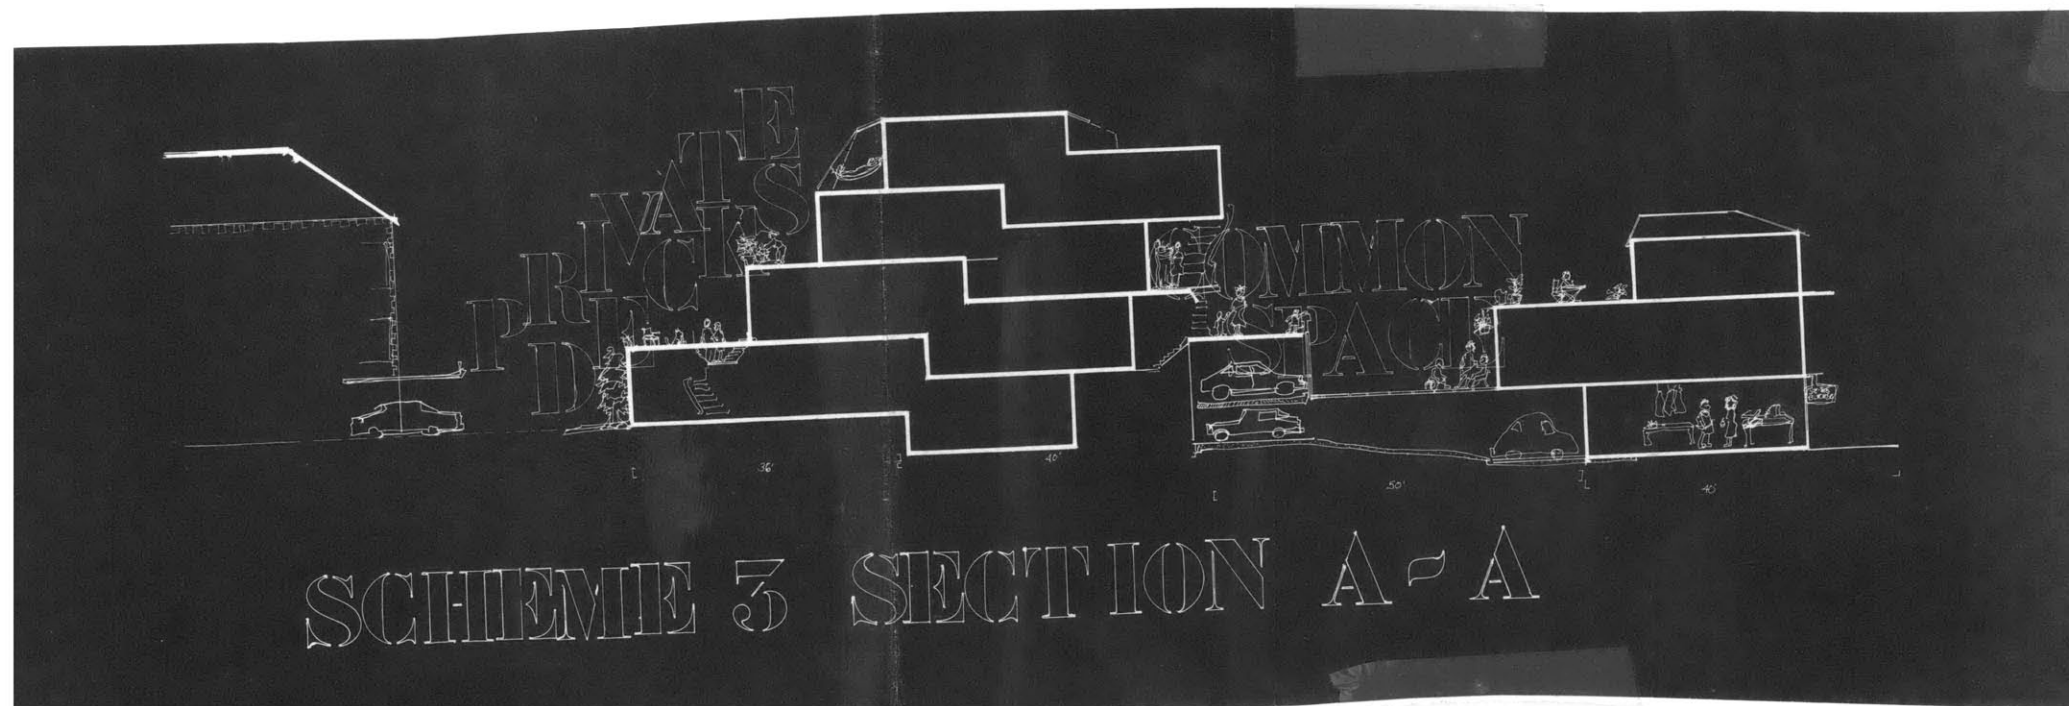 PRIVATE
DECKS
COMMON
SPACE
36'
40'
50'
40'
SCHEME 3 SECTION A-A